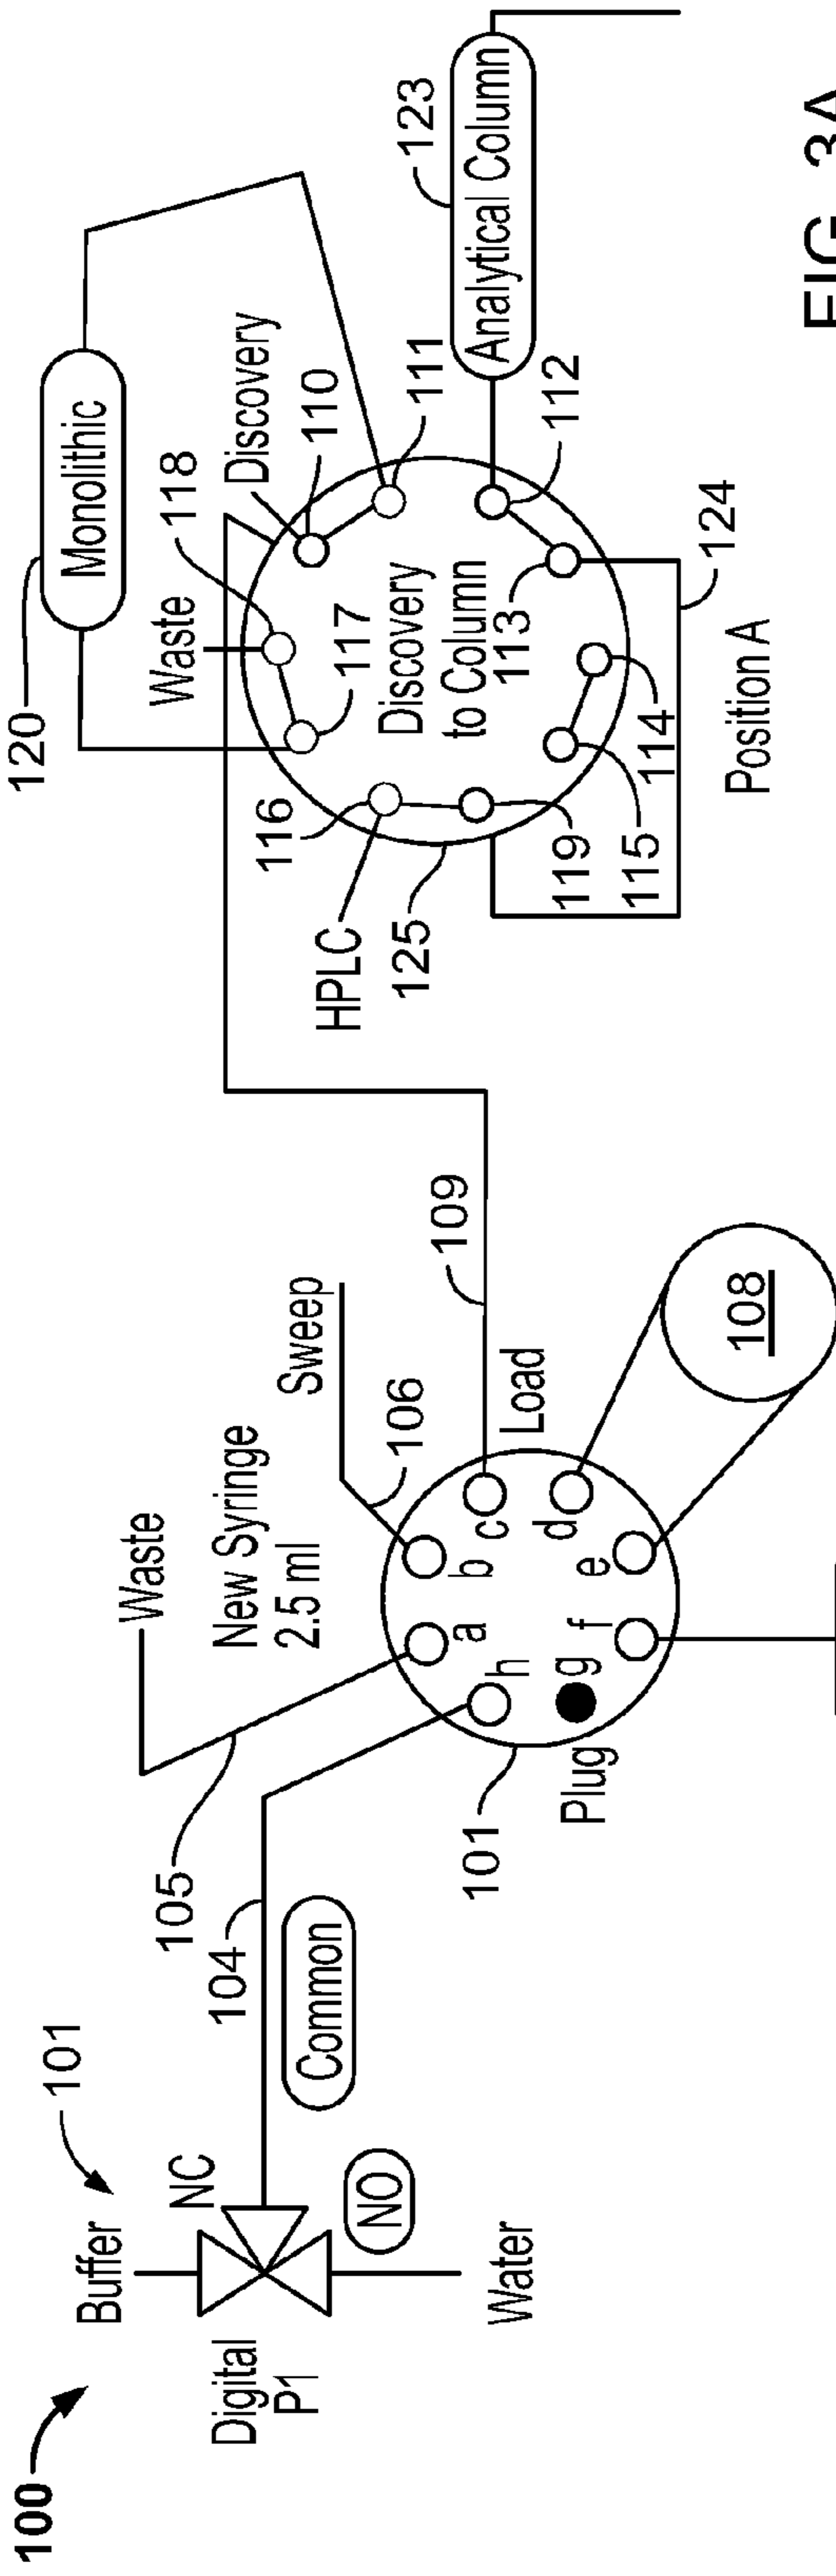 100
101
Buffer
NC
Digital
P1
NO
Water
Common
104
105
Waste
New Syringe
2.5 ml
Sweep
106
a
b
c
d
e
f
g
h
Plug
101
Load
109
108
120
Monolithic
Waste
118
Discovery
110
111
117
116
HPLC
125
Discovery
to Column
113
112
123
Analytical Column
119
115
114
124
Position A
FIG. 3A